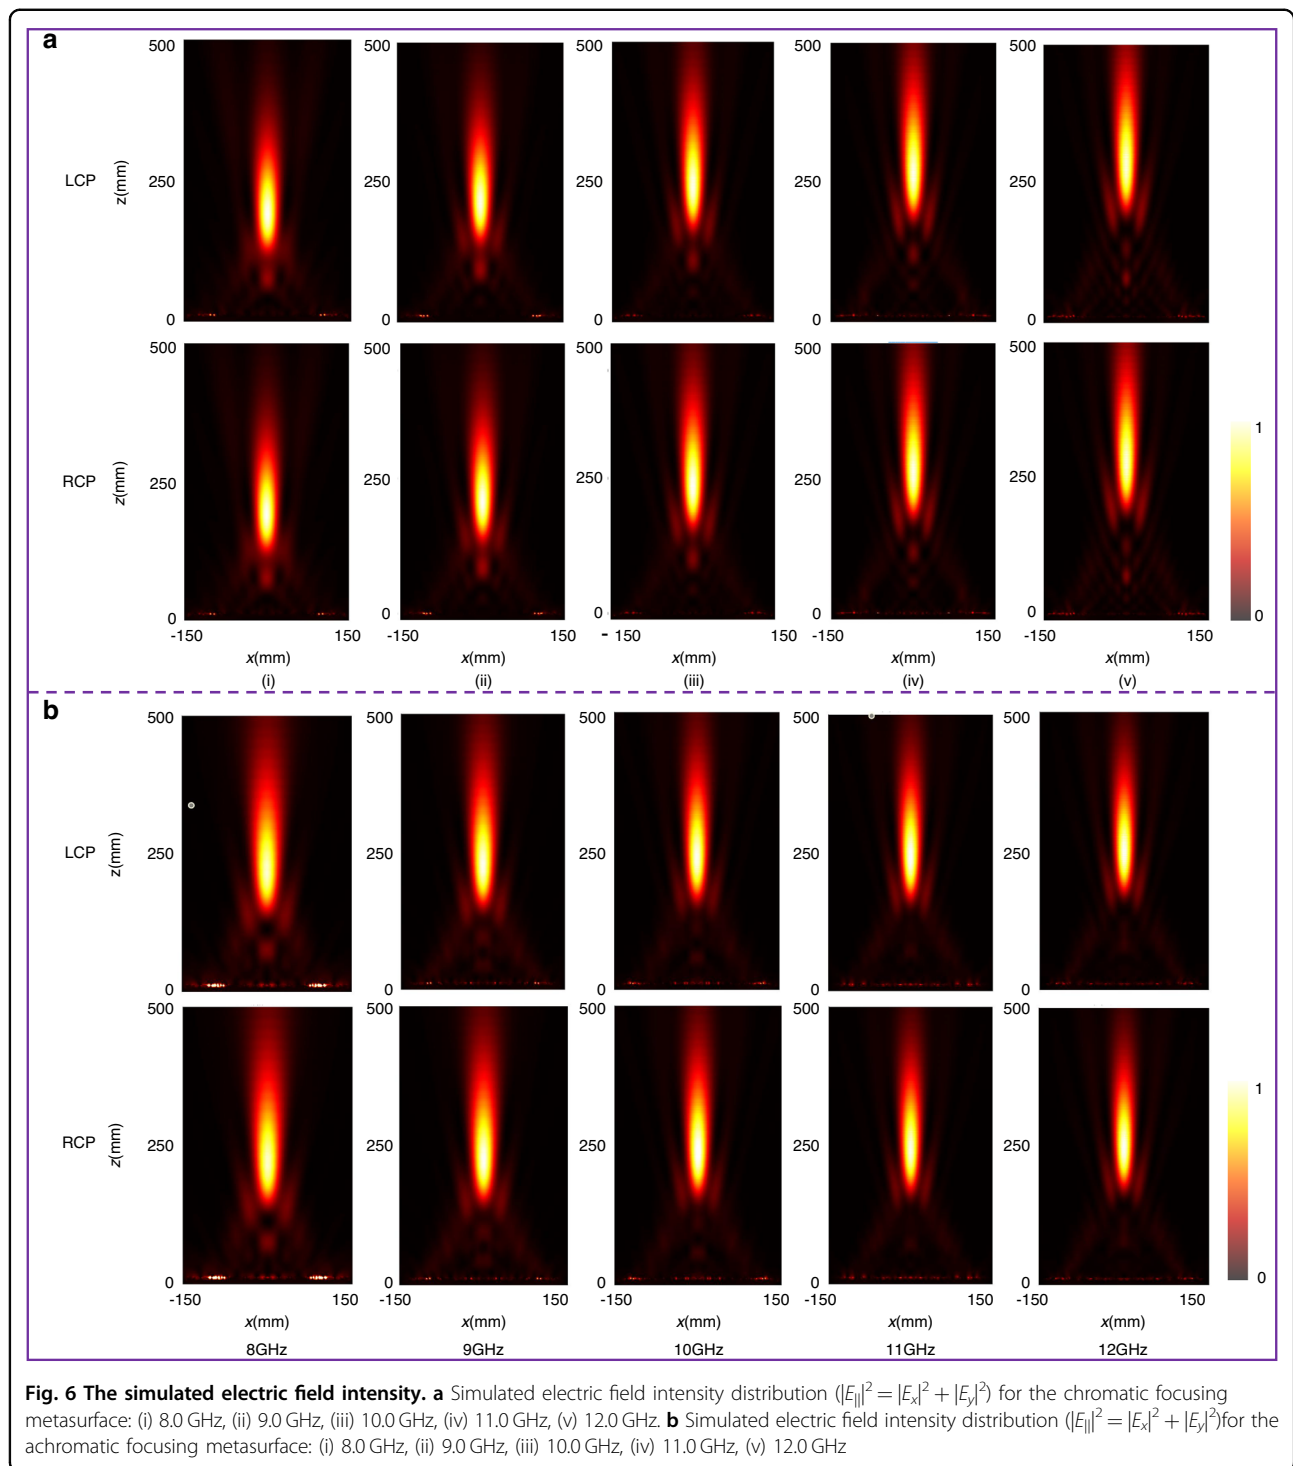 a
500 500 500 500 500
LCP z(mm) 250 250 250 250 250
0 0 0 0 0
500 500 500 500 500
RCP z(mm) 250 250 250 250 250
1
0
0 0 0 0 0
-150 150 -150 150 - 150 150 -150 150 -150 150
x(mm) x(mm) x(mm) x(mm) x(mm)
(i) (ii) (iii) (iv) (v)
b
500 500 500 500 500
LCP z(mm) 250 250 250 250 250
0 0 0 0 0
500 500 500 500 500
RCP z(mm) 250 250 250 250 250
1
0
0 0 0 0 0
-150 150 -150 150 -150 150 -150 150 -150 150
x(mm) x(mm) x(mm) x(mm) x(mm)
8GHz 9GHz 10GHz 11GHz 12GHz
Fig. 6 The simulated electric field intensity. a Simulated electric field intensity distribution (|E||||² = |Ex|² + |Ey|²) for the chromatic focusing
metasurface: (i) 8.0 GHz, (ii) 9.0 GHz, (iii) 10.0 GHz, (iv) 11.0 GHz, (v) 12.0 GHz. b Simulated electric field intensity distribution (|E||||² = |Ex|² + |Ey|²)for the
achromatic focusing metasurface: (i) 8.0 GHz, (ii) 9.0 GHz, (iii) 10.0 GHz, (iv) 11.0 GHz, (v) 12.0 GHz